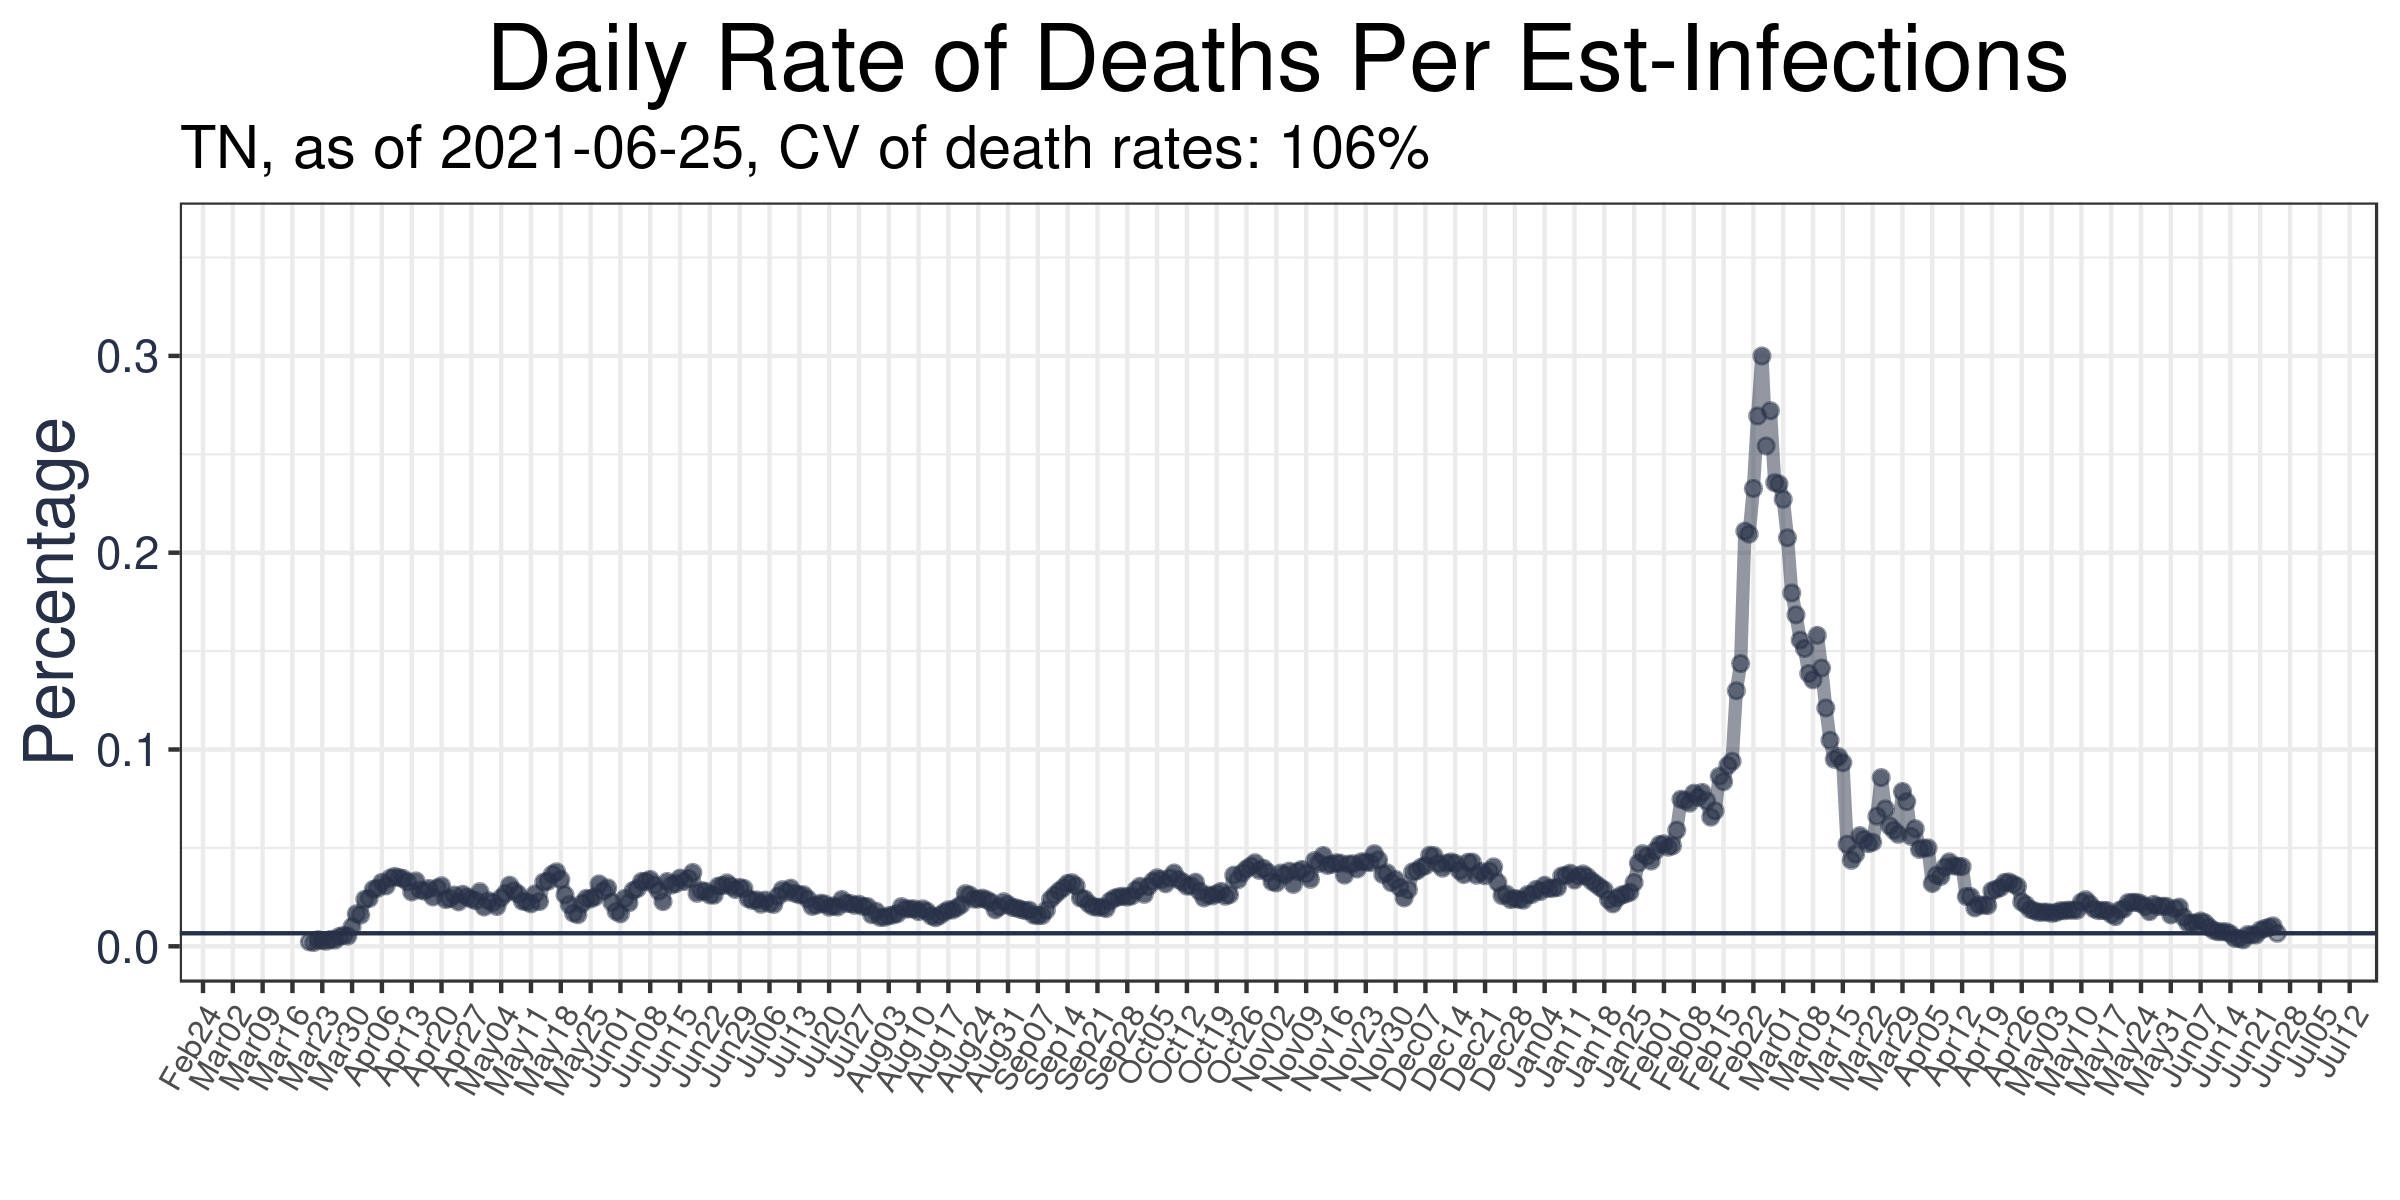 Daily Rate of Deaths Per Est-Infections
TN, as of 2021-06-25, CV of death rates: 106%
Percentage
0.3
0.2
0.1
0.0
Feb24
Mar02
Mar09
Mar16
Mar23
Mar30
Apr06
Apr13
Apr20
Apr27
May04
May11
May18
May25
Jun01
Jun08
Jun15
Jun22
Jun29
Jul06
Jul13
Jul20
Jul27
Aug03
Aug10
Aug17
Aug24
Aug31
Sep07
Sep14
Sep21
Sep28
Oct05
Oct12
Oct19
Oct26
Nov02
Nov09
Nov16
Nov23
Nov30
Dec07
Dec14
Dec21
Dec28
Jan04
Jan11
Jan18
Jan25
Feb01
Feb08
Feb15
Feb22
Mar01
Mar08
Mar15
Mar22
Mar29
Apr05
Apr12
Apr19
Apr26
May03
May10
May17
May24
May31
Jun07
Jun14
Jun21
Jun28
Jul05
Jul12